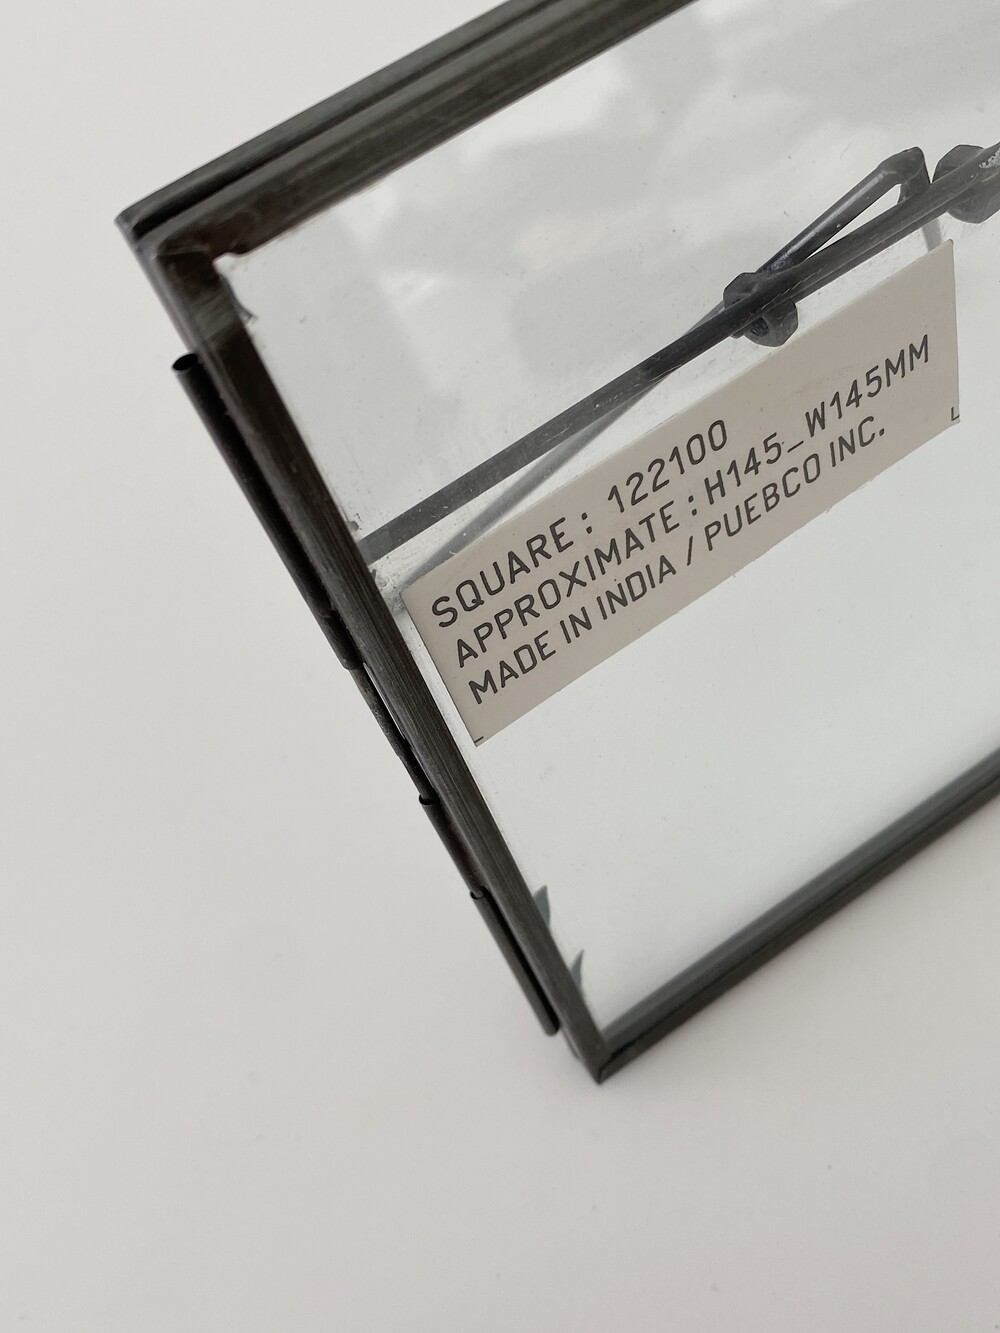 SQUARE : 122100
APPROXIMATE : H145_W145MM
MADE IN INDIA / PUEBCO INC.